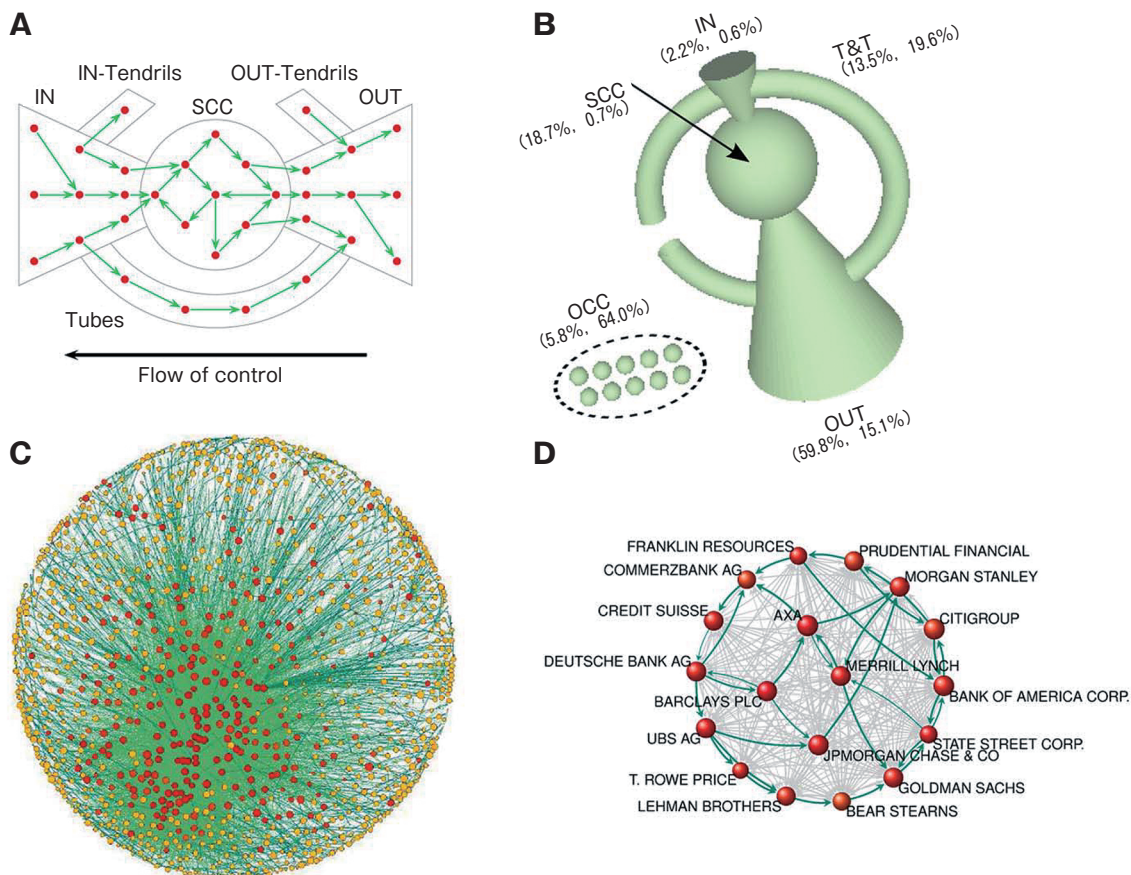 A
IN-Tendrils
OUT-Tendrils
IN
SCC
OUT
Tubes
Flow of control
B
IN
(2.2%, 0.6%)
T&T
(13.5%, 19.6%)
SCC
(18.7%, 0.7%)
OCC
(5.8%, 64.0%)
OUT
(59.8%, 15.1%)
C
D
FRANKLIN RESOURCES
PRUDENTIAL FINANCIAL
COMMERZBANK AG
MORGAN STANLEY
CREDIT SUISSE
AXA
CITIGROUP
DEUTSCHE BANK AG
MERRILL LYNCH
BARCLAYS PLC
BANK OF AMERICA CORP.
UBS AG
STATE STREET CORP.
JPMORGAN CHASE & CO
T. ROWE PRICE
GOLDMAN SACHS
LEHMAN BROTHERS
BEAR STEARNS